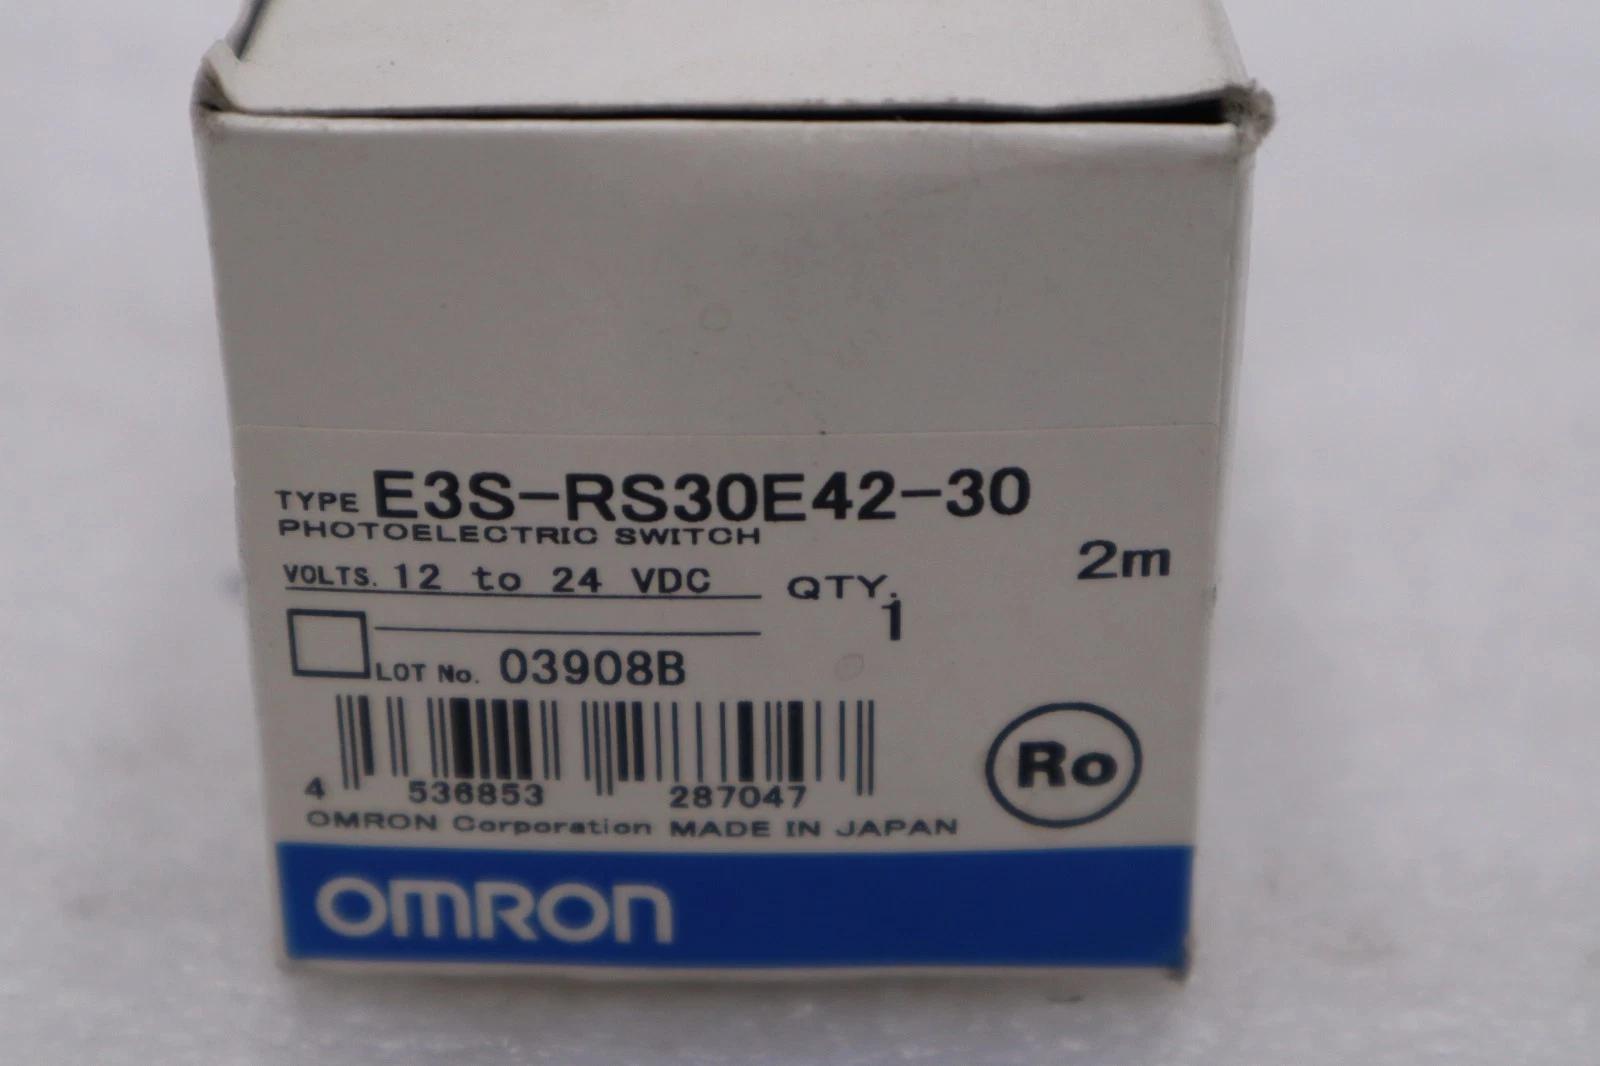 TYPE E3S-RS30E42-30
PHOTOELECTRIC SWITCH
2m
VOLTS. 12 to 24 VDC QTY.
1
LOT No. 03908B
4 536853 287047
Ro
OMRON Corporation MADE IN JAPAN
OMRON